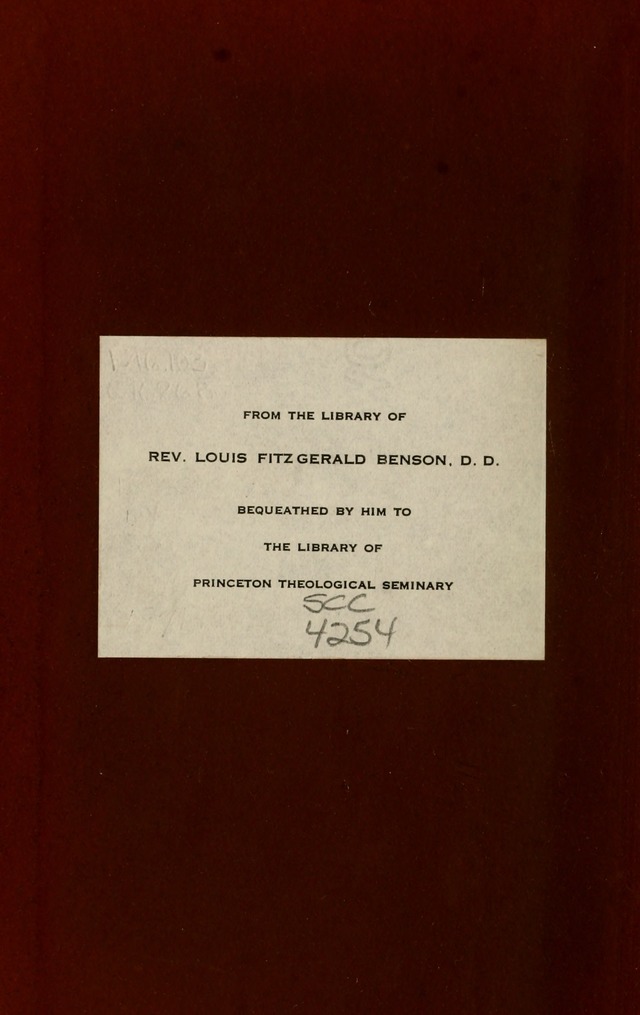 FROM THE LIBRARY OF
REV. LOUIS FITZGERALD BENSON, D. D.
BEQUEATHED BY HIM TO
THE LIBRARY OF
PRINCETON THEOLOGICAL SEMINARY
SCC
4254